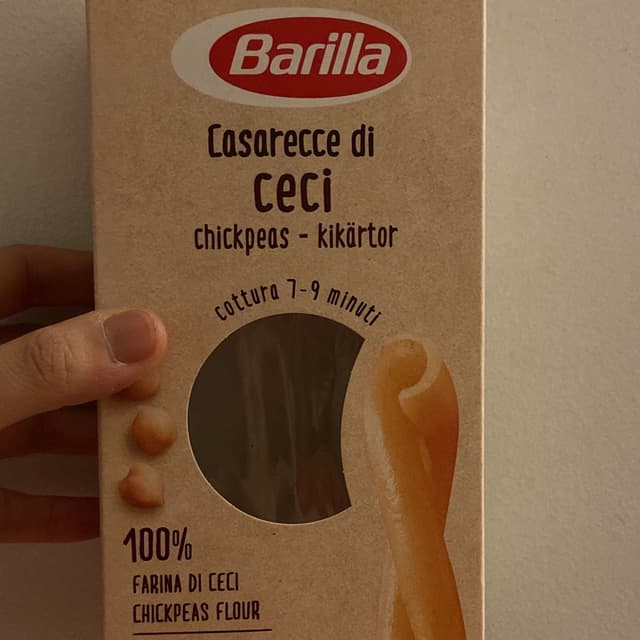 Barilla
Casarecce di
ceci
chickpeas - kikärtor
cottura 7-9 minuti
100%
FARINA DI CECI
CHICKPEAS FLOUR